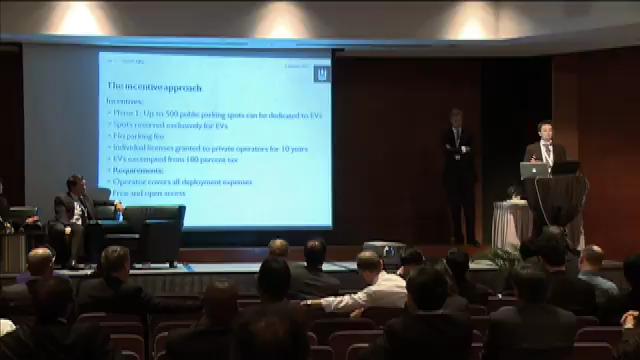 The incentive approach
Incentives:
• Phase 1: Up to 500 public parking spots can be dedicated to EVs
• Spots reserved exclusively for EVs
• No parking fee
• Individual licenses granted to private operators for 10 years
• EVs exempted from 180 percent tax
• Requirements:
• Operator covers all deployment expenses
• Free and open access